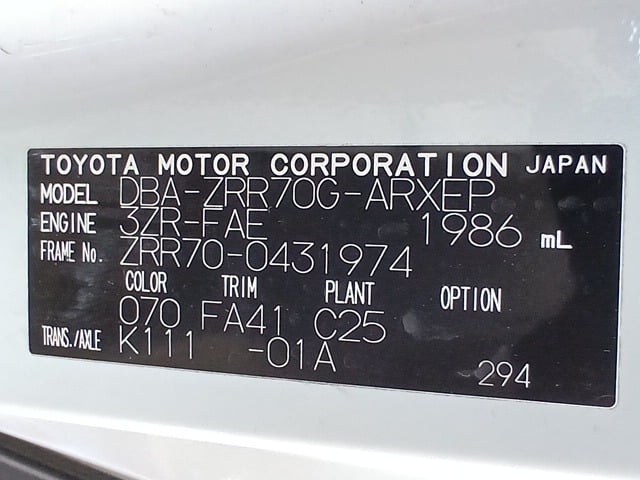 TOYOTA MOTOR CORPORATION JAPAN
MODEL DBA-ZRR70G-ARXEP
ENGINE 3ZR-FAE 1986 mL
FRAME No. ZRR70-0431974
COLOR TRIM PLANT OPTION
070 FA41 C25
TRANS./AXLE K111 -01A
294